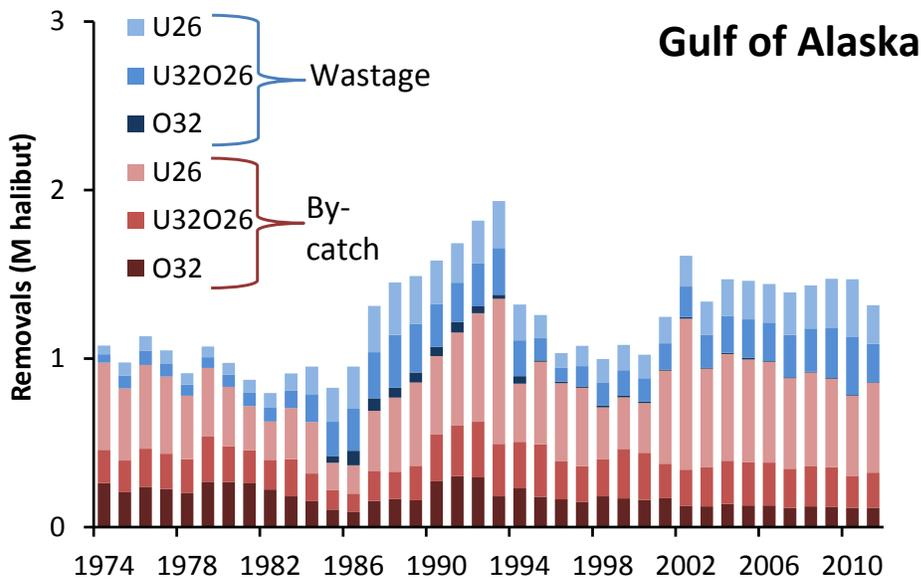 Gulf of Alaska
Removals (M halibut)
3
2
1
0
U26
U32O26
O32
Wastage
U26
U32O26
O32
By-
catch
1974 1978 1982 1986 1990 1994 1998 2002 2006 2010